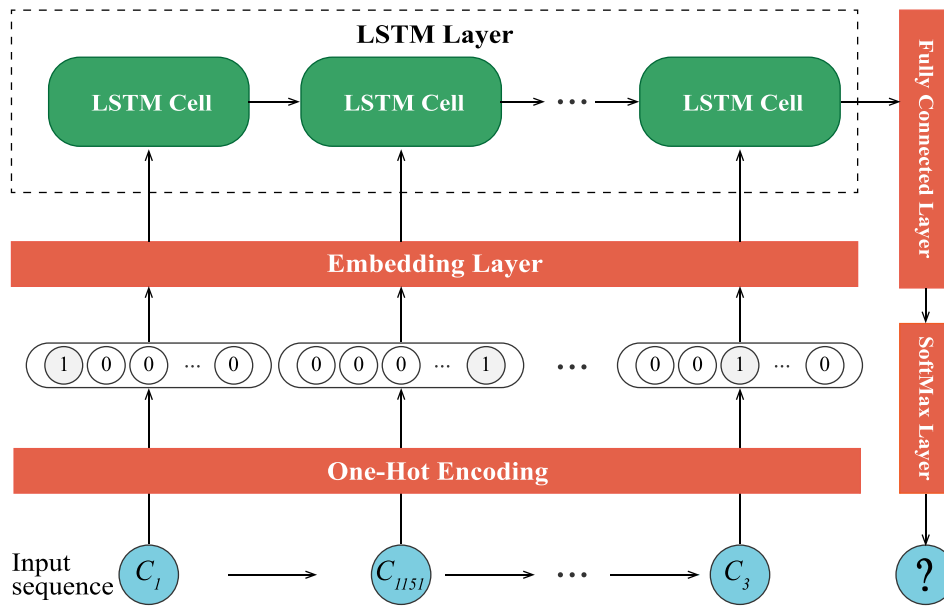 LSTM Layer
LSTM Cell
LSTM Cell
...
LSTM Cell
Fully Connected Layer
Embedding Layer
1 0 0 ... 0
0 0 0 ... 1
...
0 0 1 ... 0
SoftMax Layer
One-Hot Encoding
Input
sequence
C1
C1151
...
C3
?